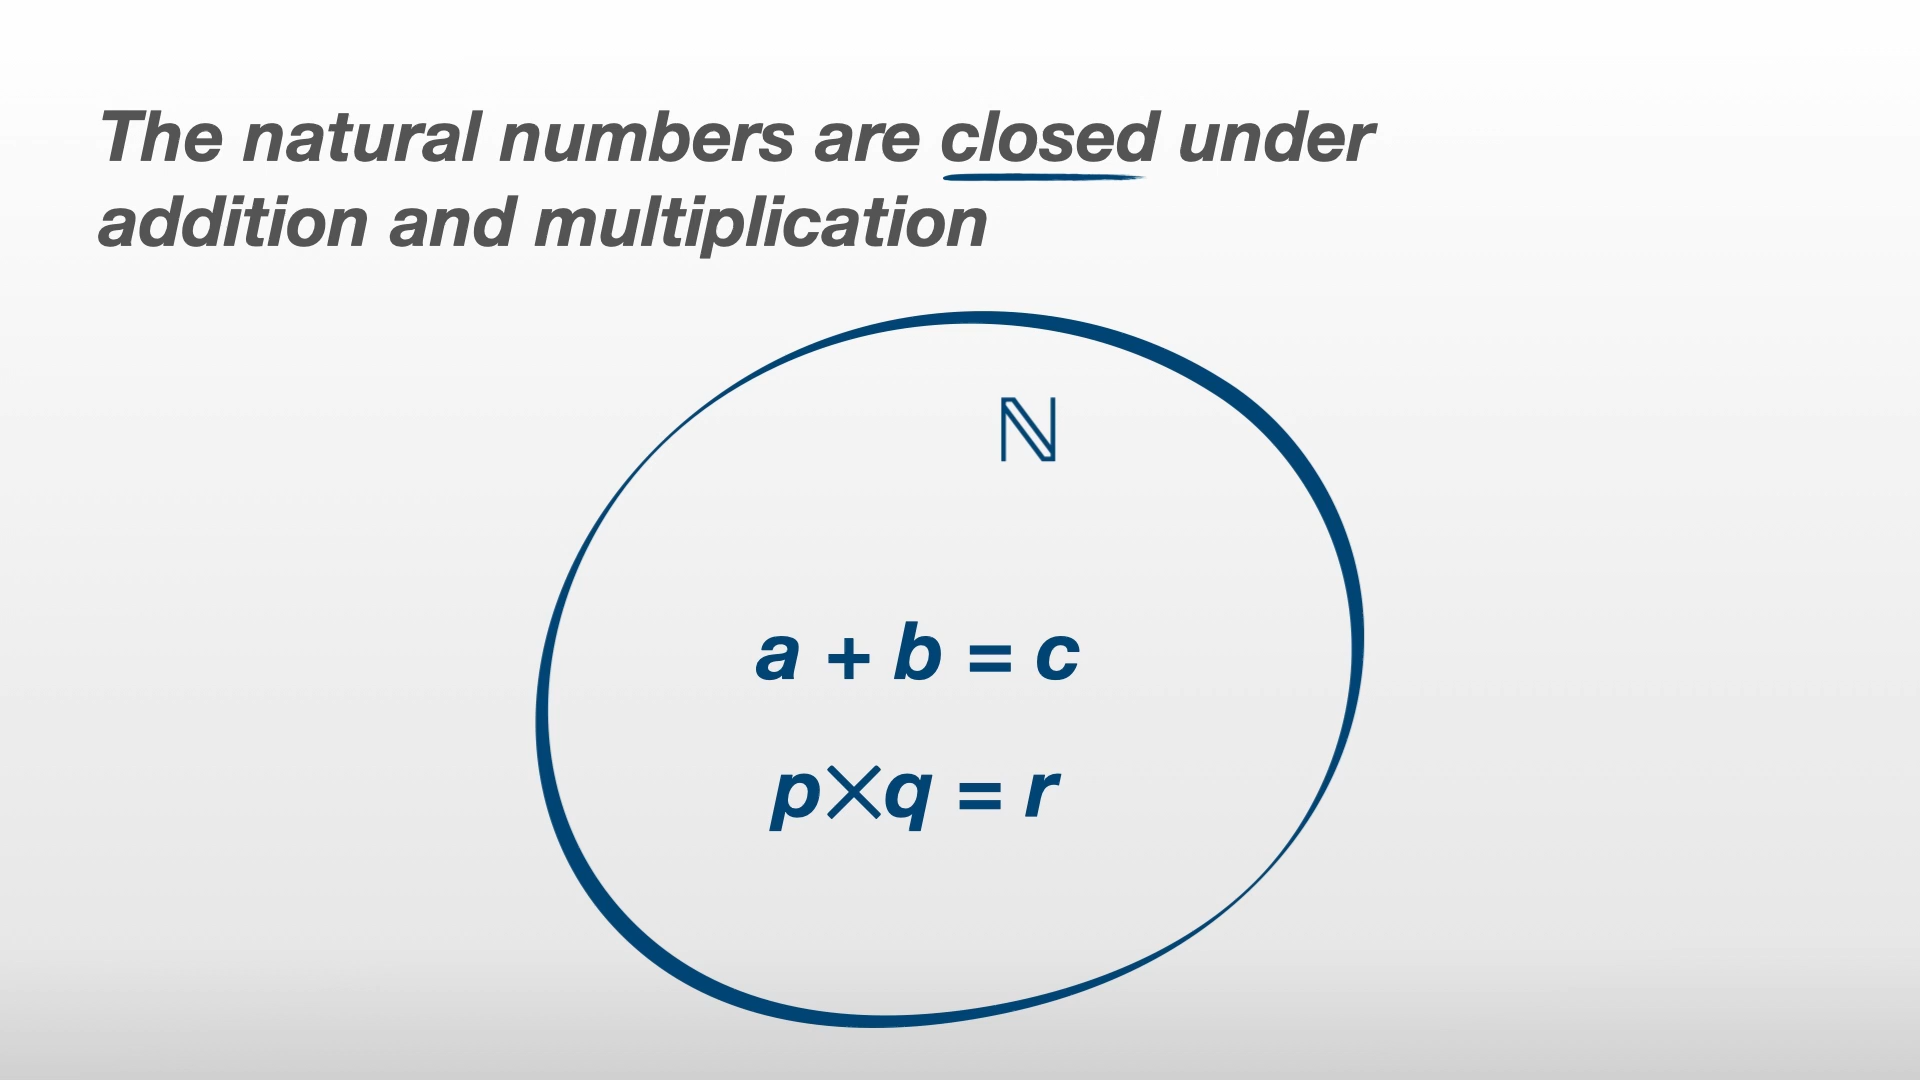 The natural numbers are closed under
addition and multiplication
ℕ
a + b = c
p×q = r